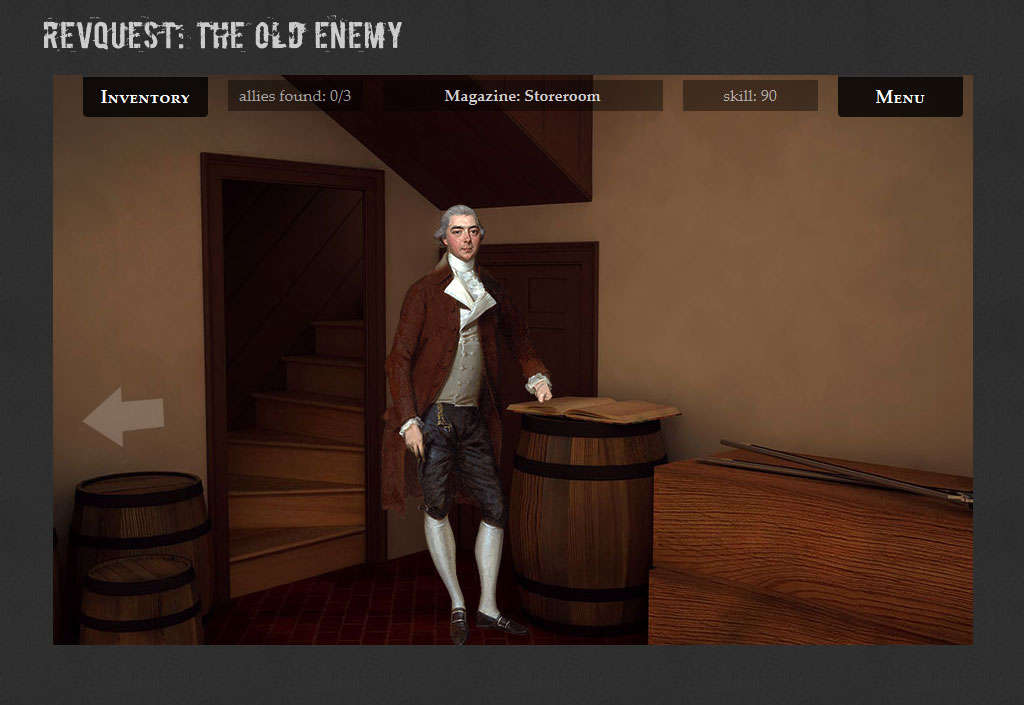 REVQUEST: THE OLD ENEMY
INVENTORY
allies found: 0/3
Magazine: Storeroom
skill: 90
MENU